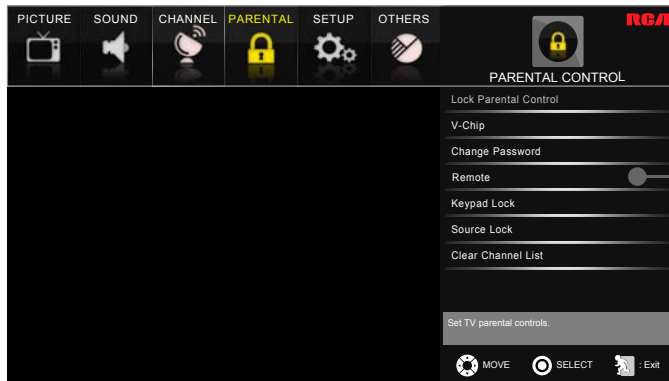 PICTURE SOUND CHANNEL PARENTAL SETUP OTHERS
RCA
PARENTAL CONTROL
Lock Parental Control
V-Chip
Change Password
Remote
Keypad Lock
Source Lock
Clear Channel List
Set TV parental controls.
MOVE SELECT : Exit